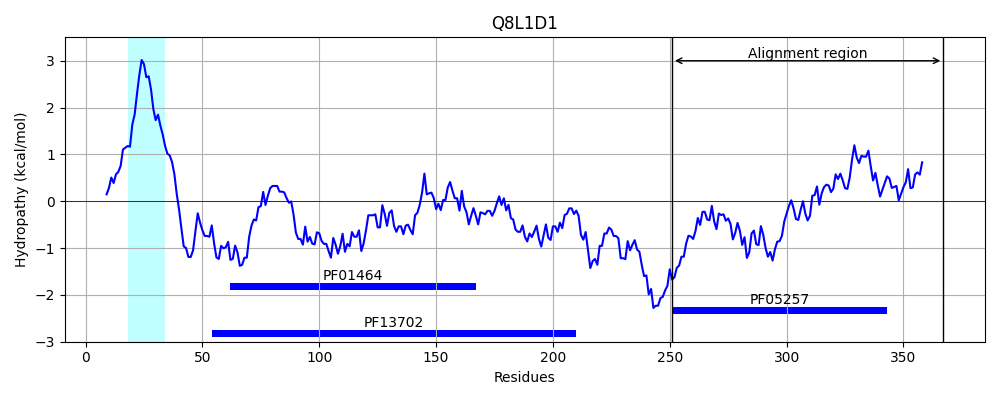 Q8L1D1
Hydropathy (kcal/mol)
3
2
1
0
−1
−2
−3
Alignment region
PF01464
PF05257
PF13702
0
50
100
150
200
250
300
350
Residues